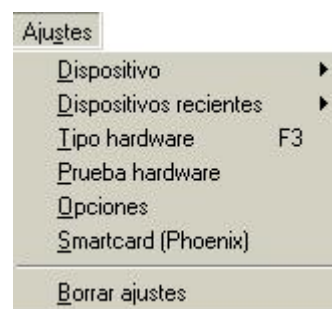 Ajustes
Dispositivo
Dispositivos recientes
Tipo hardware F3
Prueba hardware
Opciones
Smartcard (Phoenix)
Borrar ajustes